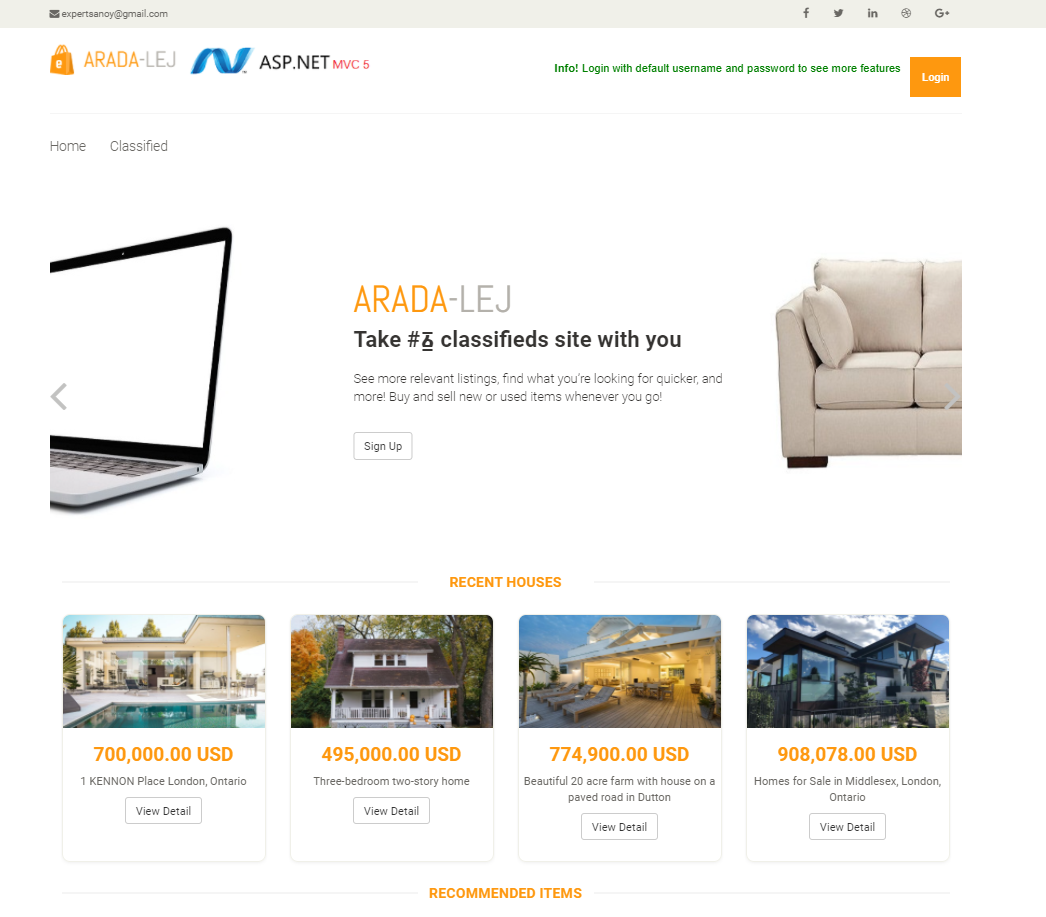 expertsanoy@gmail.com
ARADA-LEJ
ASP.NET MVC 5
Info! Login with default username and password to see more features
Login
Home
Classified
ARADA-LEJ
Take #፩ classifieds site with you
See more relevant listings, find what you're looking for quicker, and
more! Buy and sell new or used items whenever you go!
Sign Up
RECENT HOUSES
700,000.00 USD
1 KENNON Place London, Ontario
View Detail
495,000.00 USD
Three-bedroom two-story home
View Detail
774,900.00 USD
Beautiful 20 acre farm with house on a
paved road in Dutton
View Detail
908,078.00 USD
Homes for Sale in Middlesex, London,
Ontario
View Detail
RECOMMENDED ITEMS